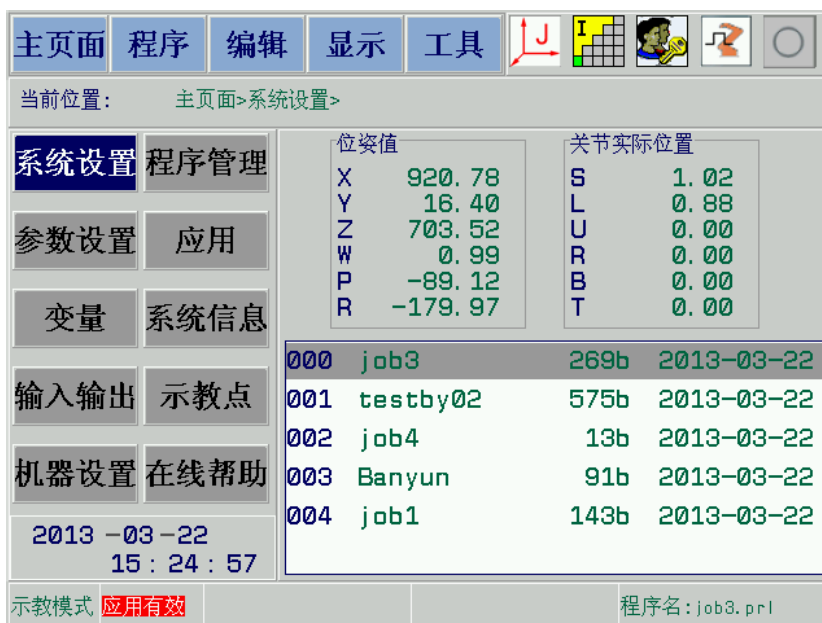 主页面 程序 编辑 显示 工具 J I
当前位置: 主页面>系统设置>
系统设置 程序管理
参数设置 应用
变量 系统信息
输入输出 示教点
机器设置 在线帮助
2013-03-22
15:24:57
位姿值
X 920.78
Y 16.40
Z 703.52
W 0.99
P -89.12
R -179.97
关节实际位置
S 1.02
L 0.88
U 0.00
R 0.00
B 0.00
T 0.00
000 job3 269b 2013-03-22
001 testby02 575b 2013-03-22
002 job4 13b 2013-03-22
003 Banyun 91b 2013-03-22
004 job1 143b 2013-03-22
示教模式 应用有效 程序名:job3.prl